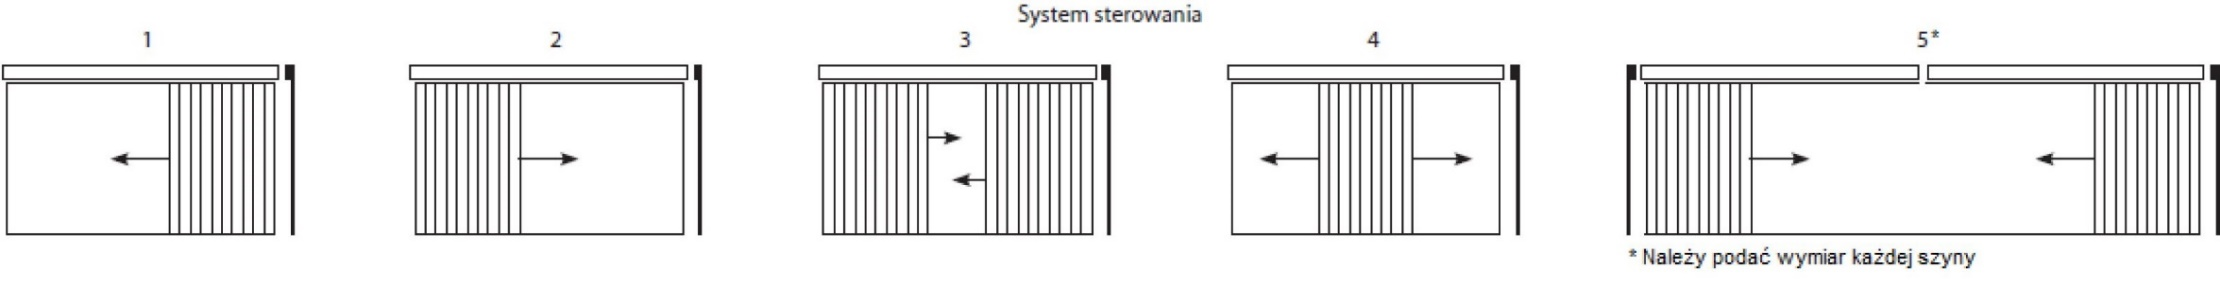 System sterowania
1 2 3 4 5*
* Należy podać wymiar każdej szyny